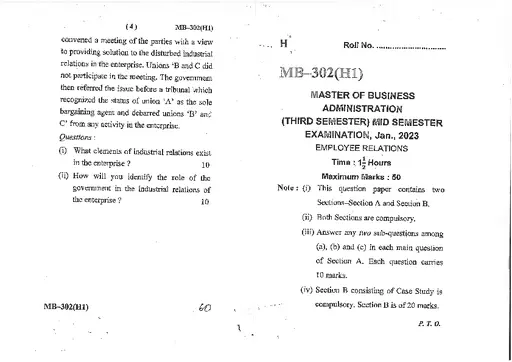 ( 4 ) MB–302(H1)
convened a meeting of the parties with a view
to providing solution to the disturbed industrial
relations in the enterprise. Unions ‘B and C did
not participate in the meeting. The government
then referred the issue before a tribunal which
recognized the status of union ‘A’ as the sole
bargaining agent and debarred unions ‘B’ and
C’ from any activity in the enterprise.
Questions :
(i) What elements of industrial relations exist
in the enterprise ? 10
(ii) How will you identify the role of the
government in the industrial relations of
the enterprise ? 10
MB–302(H1) 60
H Roll No. ..............................
MB–302(H1)
MASTER OF BUSINESS
ADMINISTRATION
(THIRD SEMESTER) MID SEMESTER
EXAMINATION, Jan., 2023
EMPLOYEE RELATIONS
Time : 1½ Hours
Maximum Marks : 50
Note : (i) This question paper contains two
Sections–Section A and Section B.
(ii) Both Sections are compulsory.
(iii) Answer any two sub-questions among
(a), (b) and (c) in each main question
of Section A. Each question carries
10 marks.
(iv) Section B consisting of Case Study is
compulsory. Section B is of 20 marks.
P. T. O.